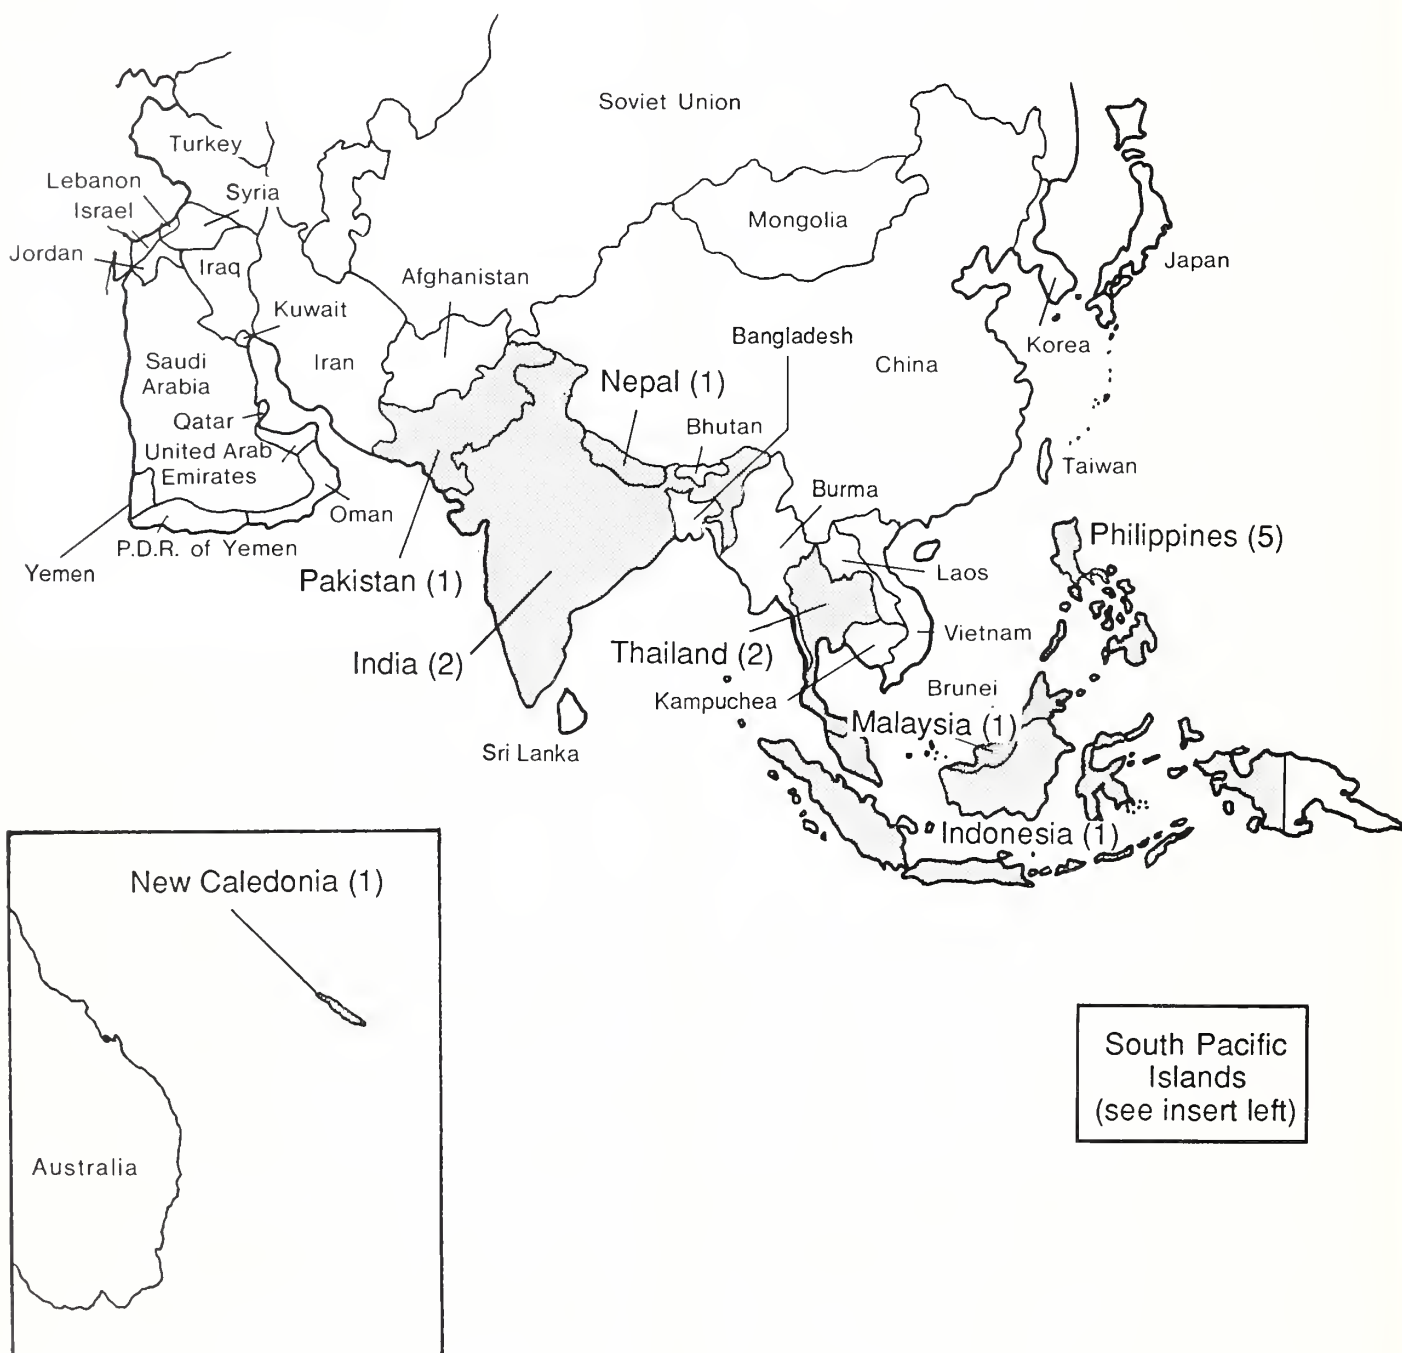 Soviet Union
Turkey
Lebanon
Syria
Israel
Mongolia
Jordan
Iraq
Afghanistan
Japan
Kuwait
Bangladesh
Korea
Iran
China
Saudi
Arabia
Nepal (1)
Qatar
Bhutan
United Arab
Emirates
Taiwan
Burma
Oman
P.D.R. of Yemen
Philippines (5)
Yemen
Pakistan (1)
Laos
Vietnam
Thailand (2)
India (2)
Brunei
Kampuchea
Malaysia (1)
Sri Lanka
Indonesia (1)
New Caledonia (1)
South Pacific
Islands
(see insert left)
Australia